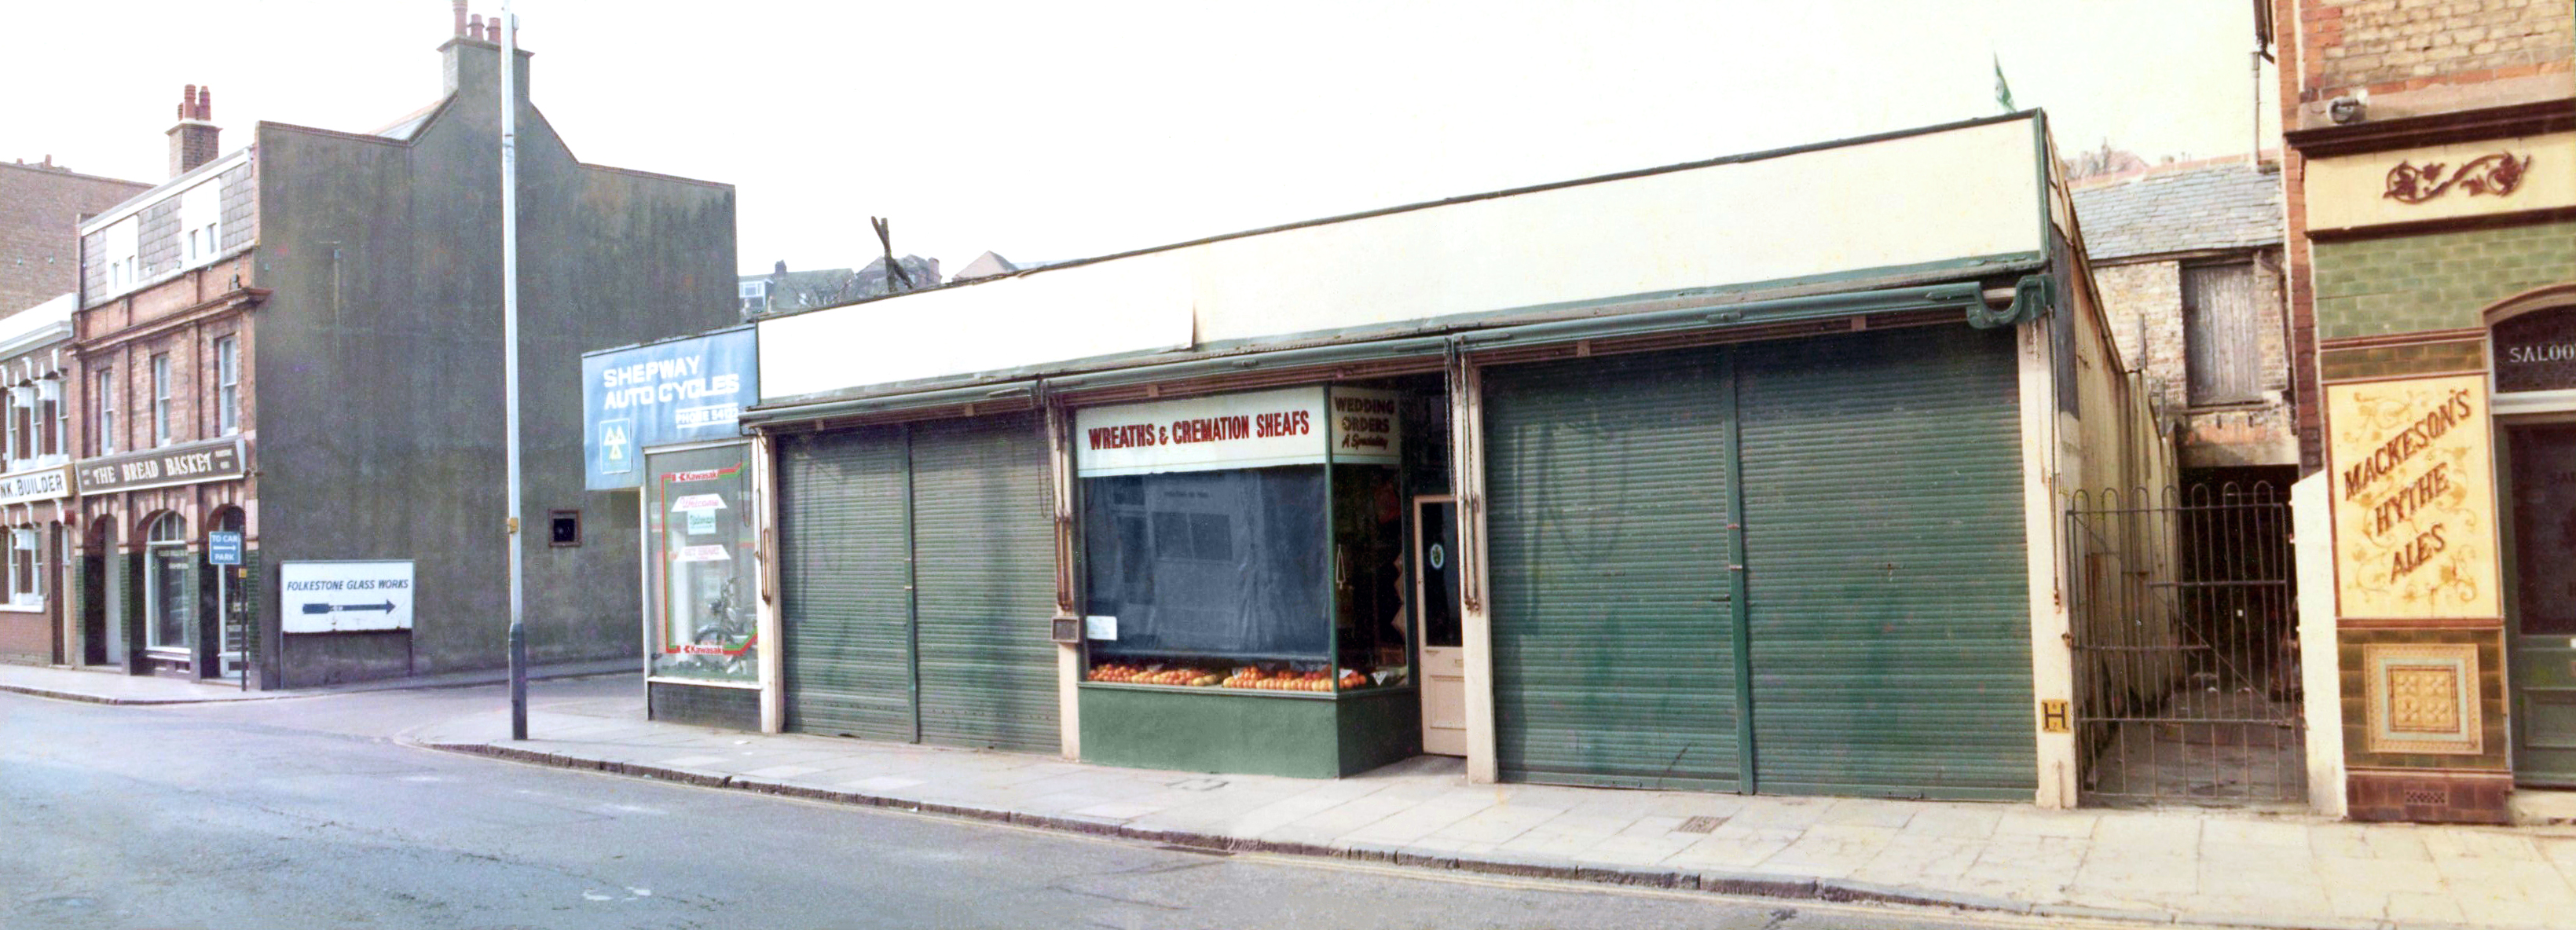 NK. BUILDER
THE BREAD BASKET
TO CAR
PARK
FOLKESTONE GLASS WORKS
SHEPWAY
AUTO CYCLES
PHONE
Kawasaki
Kawasaki
WREATHS & CREMATION SHEAFS
WEDDING
ORDERS
A Speciality
H
SALOO
MACKESON'S
HYTHE
ALES